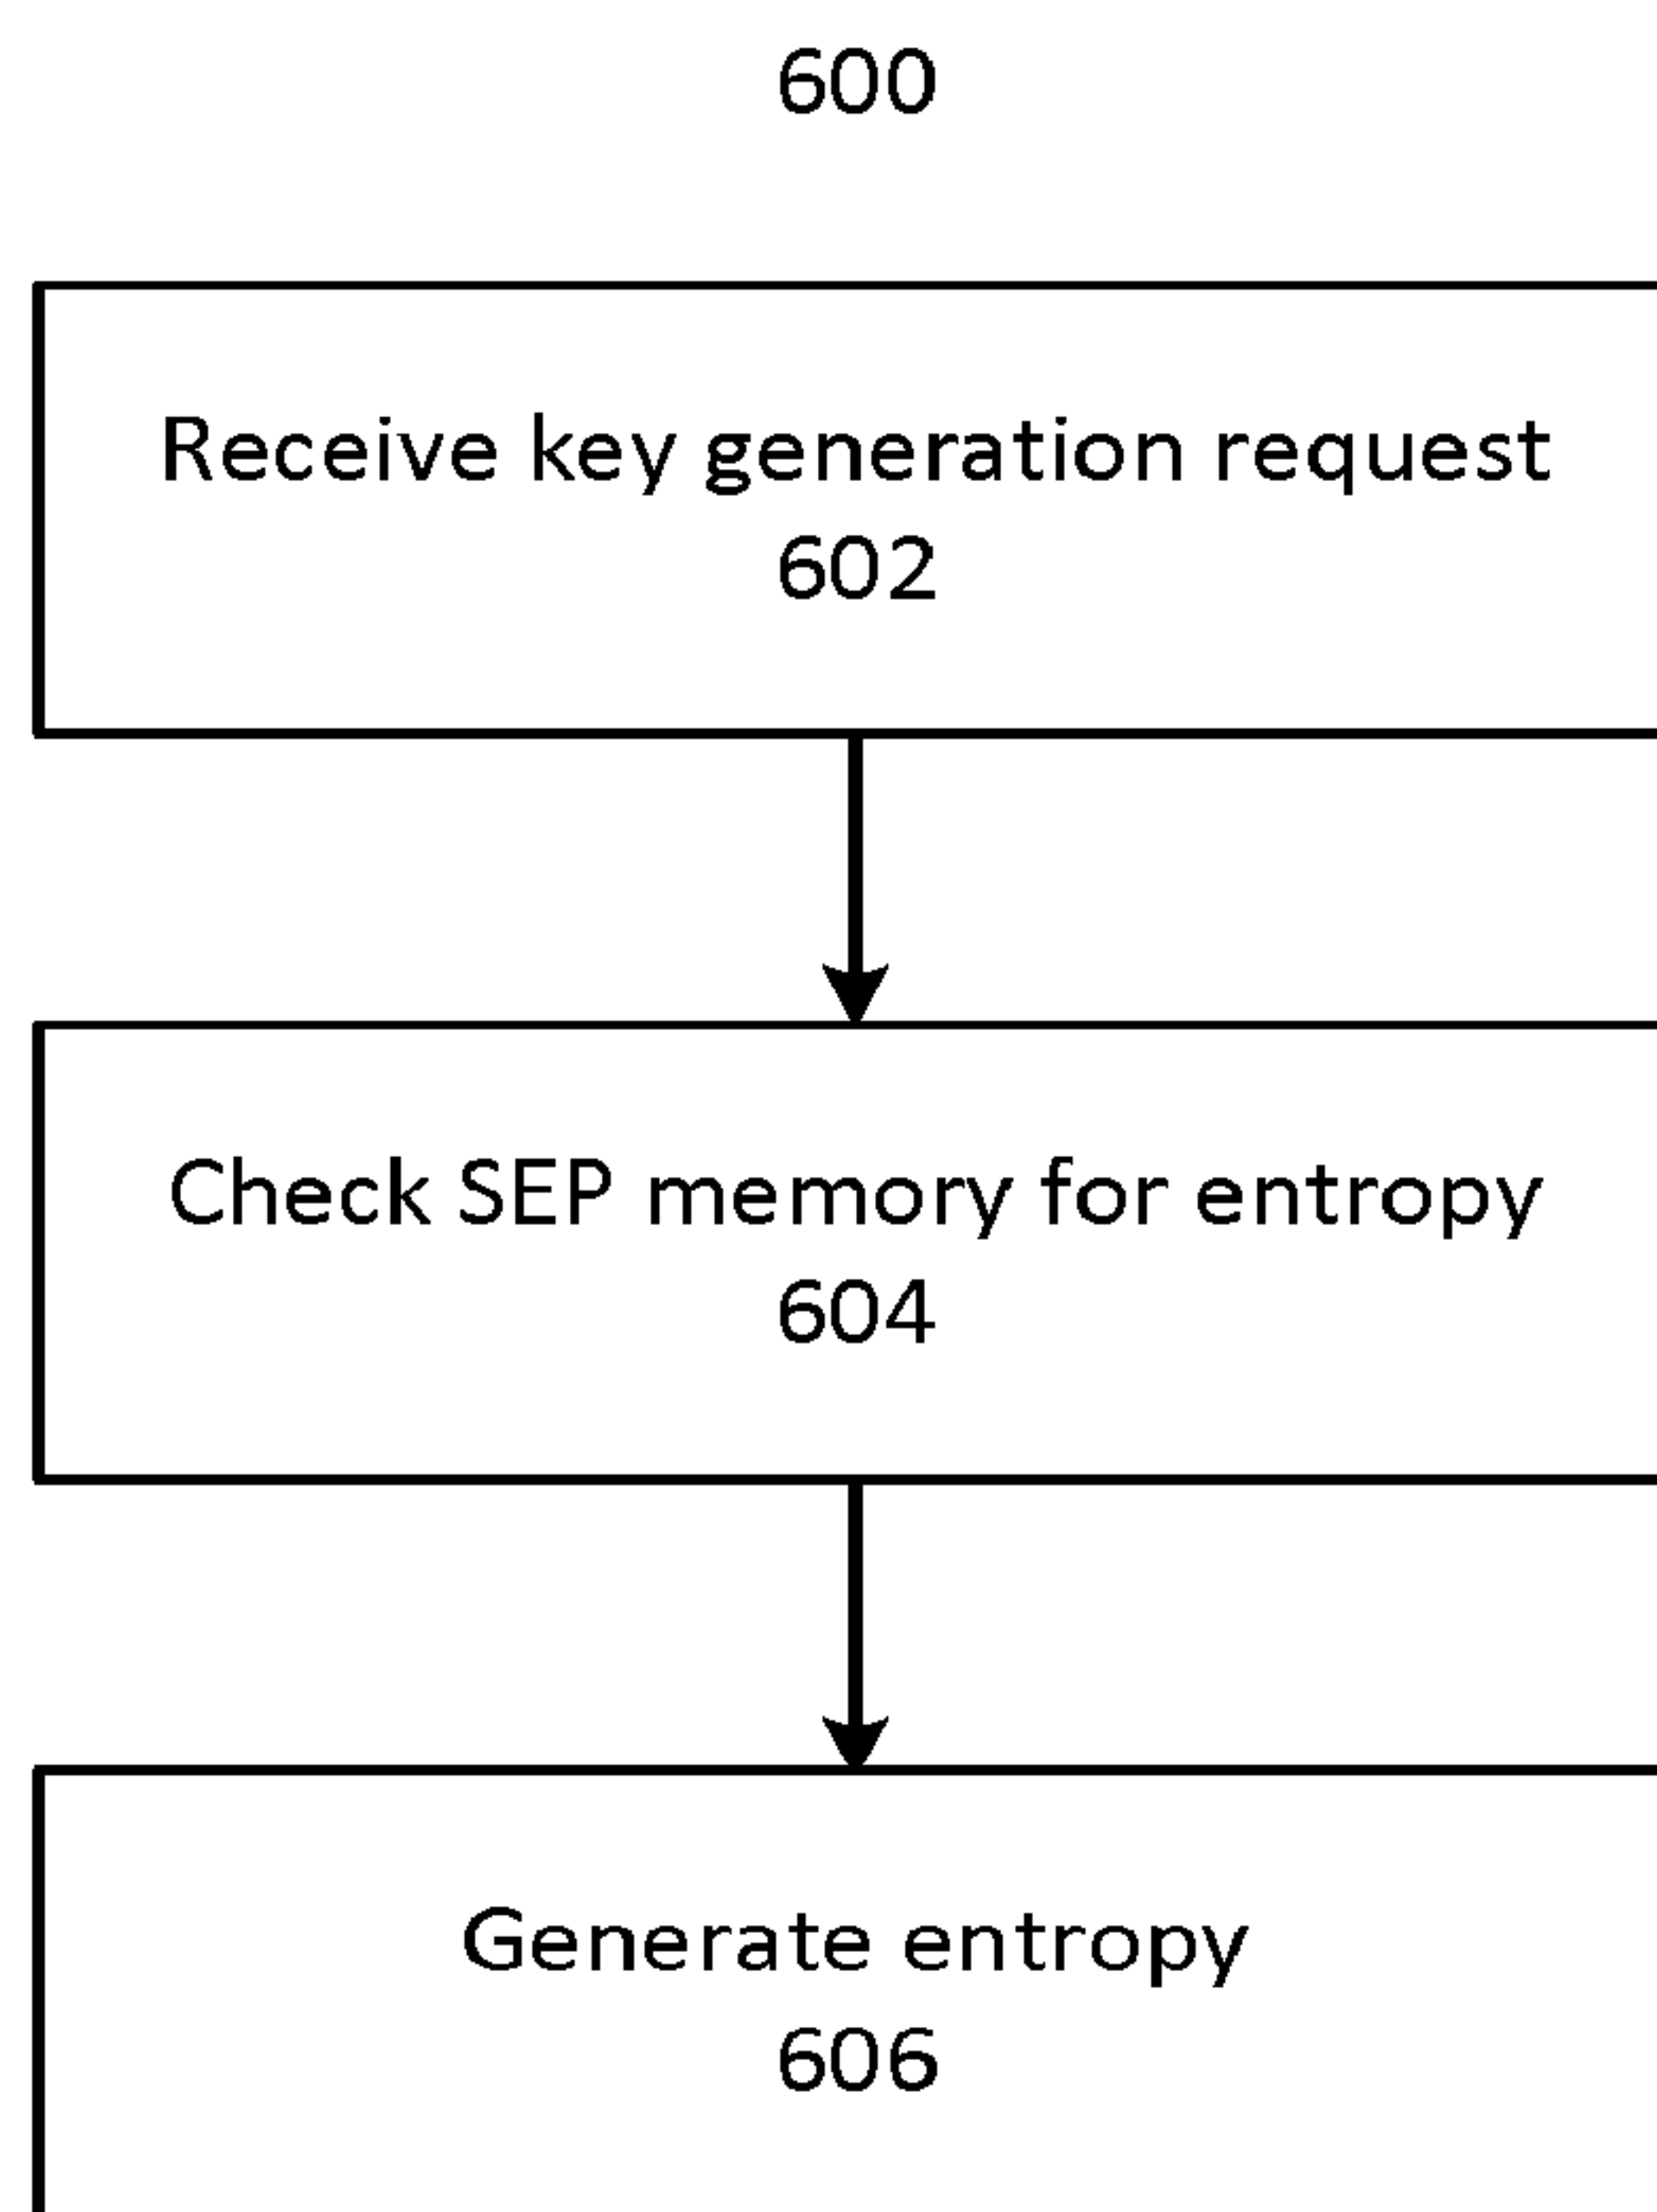 600
Receive key generation request
602
Check SEP memory for entropy
604
Generate entropy
606